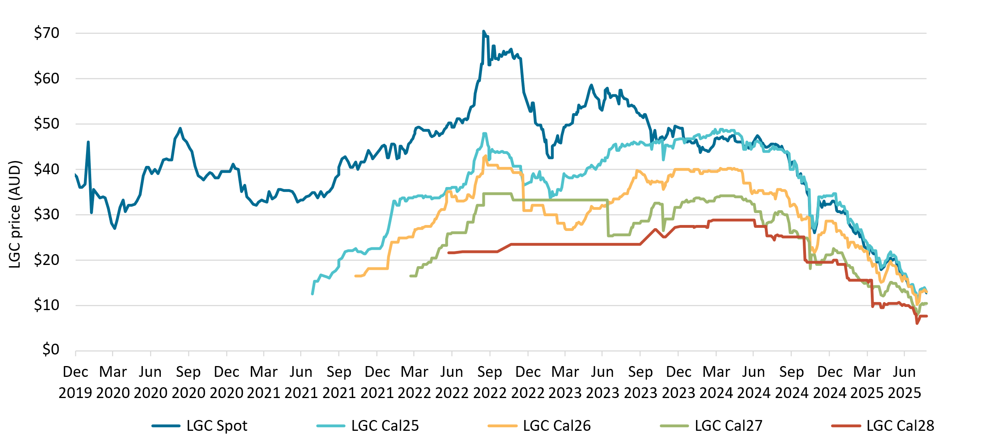 LGC price (AUD)
$70
$60
$50
$40
$30
$20
$10
$0
Dec Mar Jun Sep Dec Mar Jun Sep Dec Mar Jun Sep Dec Mar Jun Sep Dec Mar Jun Sep Dec Mar Jun
2019 2020 2020 2020 2020 2021 2021 2021 2021 2022 2022 2022 2022 2023 2023 2023 2023 2024 2024 2024 2024 2025 2025
LGC Spot LGC Cal25 LGC Cal26 LGC Cal27 LGC Cal28